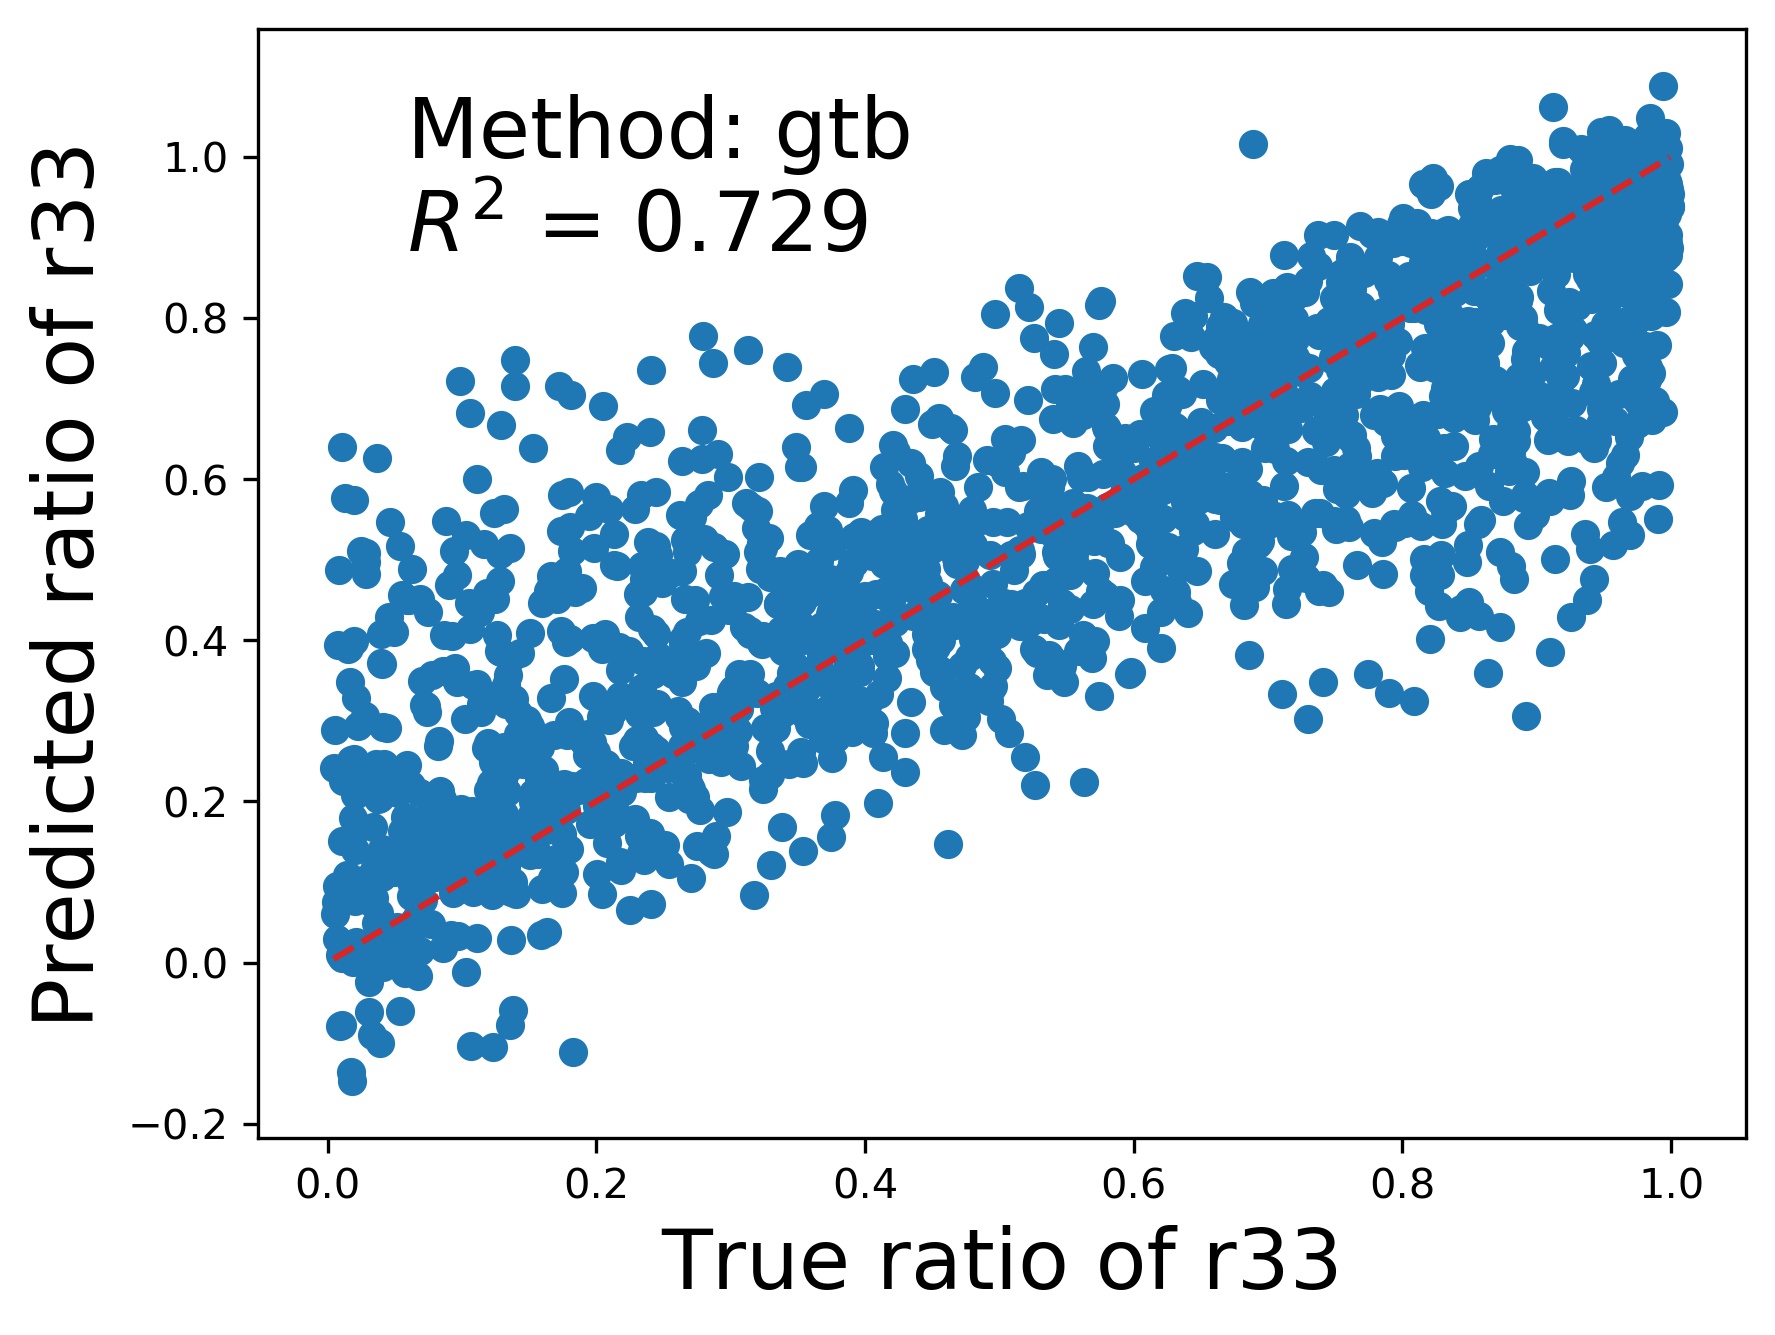 Method: gtb
R² = 0.729
Predicted ratio of r33
1.0
0.8
0.6
0.4
0.2
0.0
−0.2
0.0 0.2 0.4 0.6 0.8 1.0
True ratio of r33